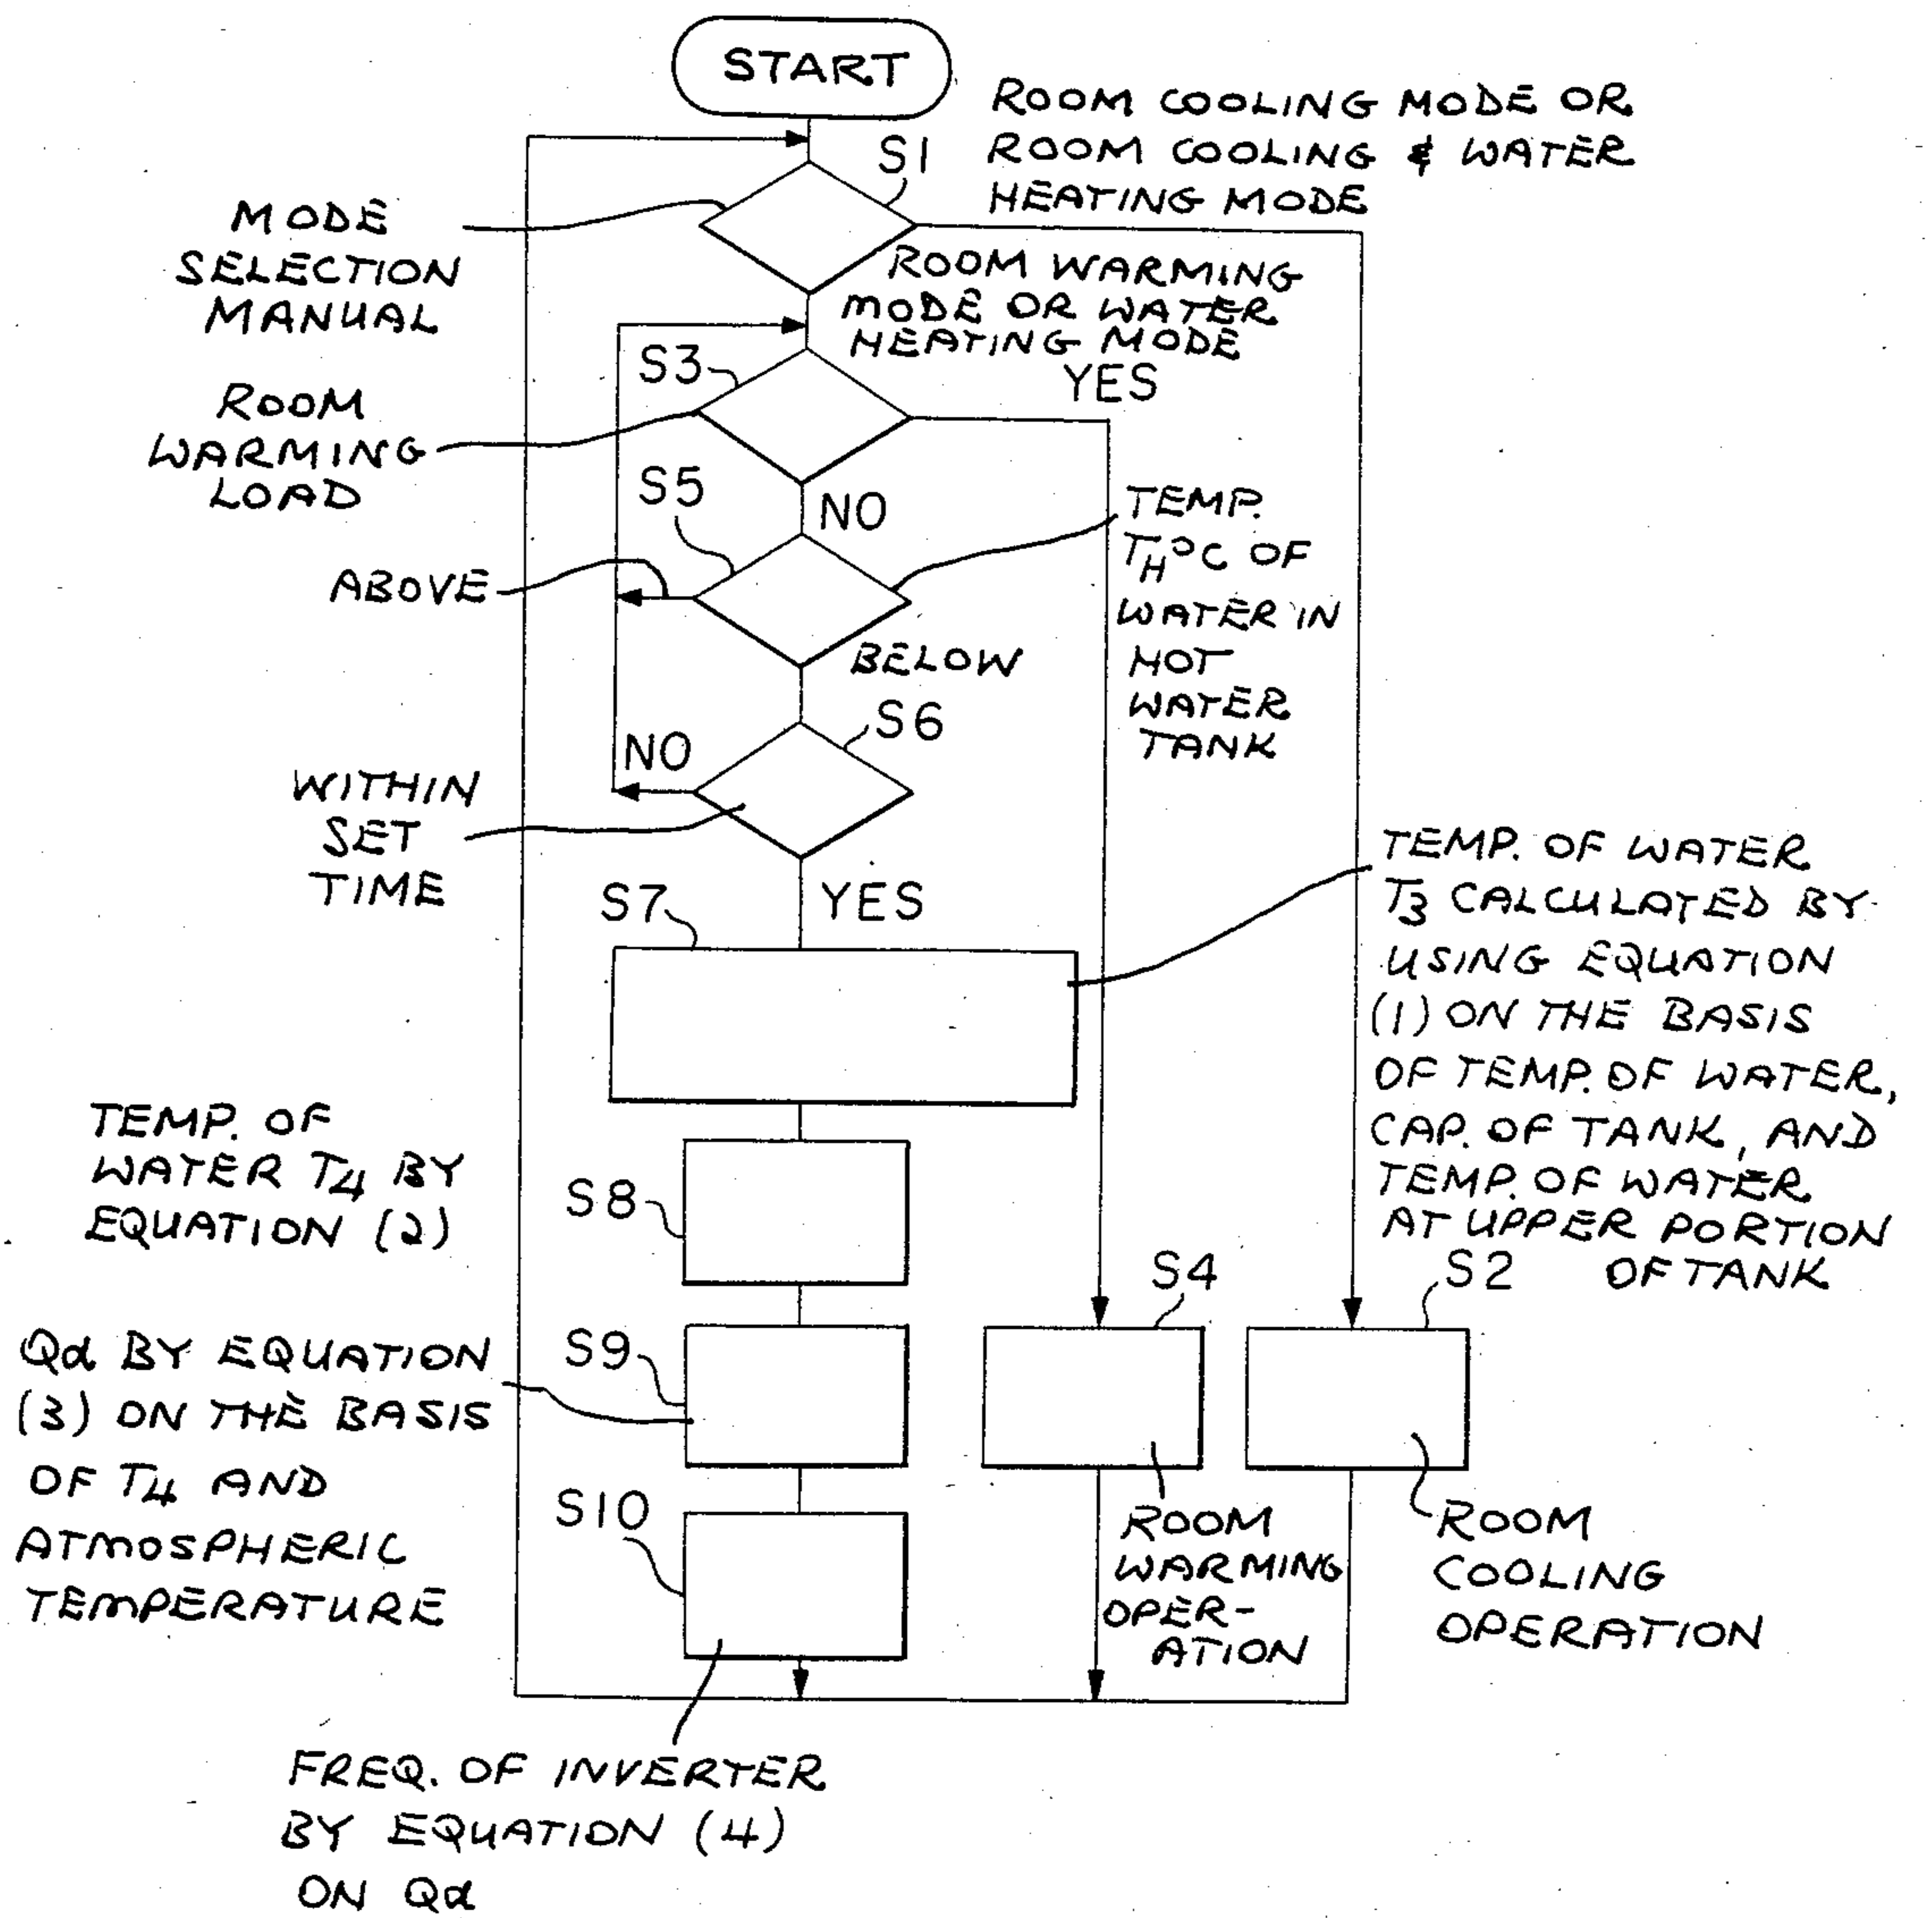 START
ROOM COOLING MODE OR
ROOM COOLING & WATER
HEATING MODE
S1
MODE
SELECTION
MANUAL
ROOM WARMING
MODE OR WATER
HEATING MODE
S3
YES
ROOM
WARMING
LOAD
S5
NO
TEMP.
TH°C OF
WATER IN
HOT
WATER
TANK
ABOVE
BELOW
S6
NO
WITHIN
SET
TIME
YES
S7
TEMP. OF WATER
T3 CALCULATED BY
USING EQUATION
(1) ON THE BASIS
OF TEMP. OF WATER,
CAP. OF TANK, AND
TEMP. OF WATER
AT UPPER PORTION
OF TANK
TEMP. OF
WATER T4 BY
EQUATION (2)
S8
S4
S2
Qd BY EQUATION
(3) ON THE BASIS
OF T4 AND
ATMOSPHERIC
TEMPERATURE
S9
S10
ROOM
WARMING
OPER-
ATION
ROOM
COOLING
OPERATION
FREQ. OF INVERTER
BY EQUATION (4)
ON Qd